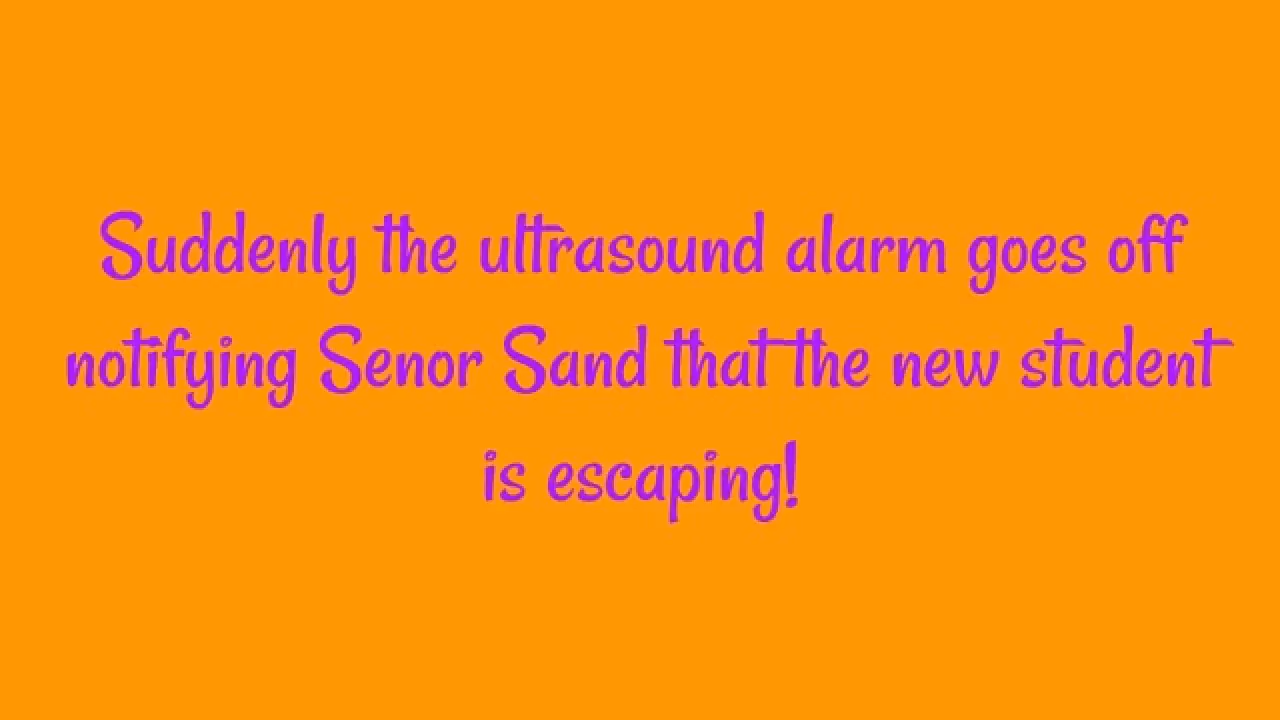 Suddenly the ultrasound alarm goes off
notifying Senor Sand that the new student
is escaping!